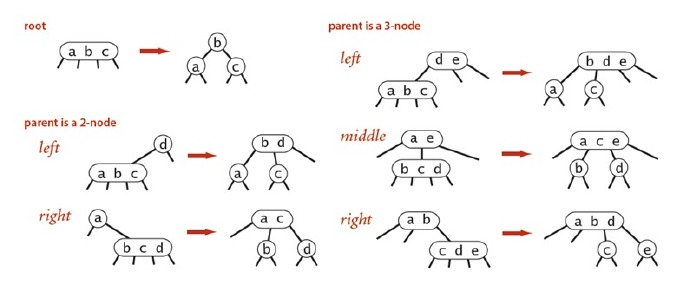 root
a b c
b
a c
parent is a 2-node
left
d
a b c
b d
a c
right
a
b c d
a c
b d
parent is a 3-node
left
d e
a b c
b d e
a c
middle
a e
b c d
a c e
b d
right
a b
c d e
a b d
c e